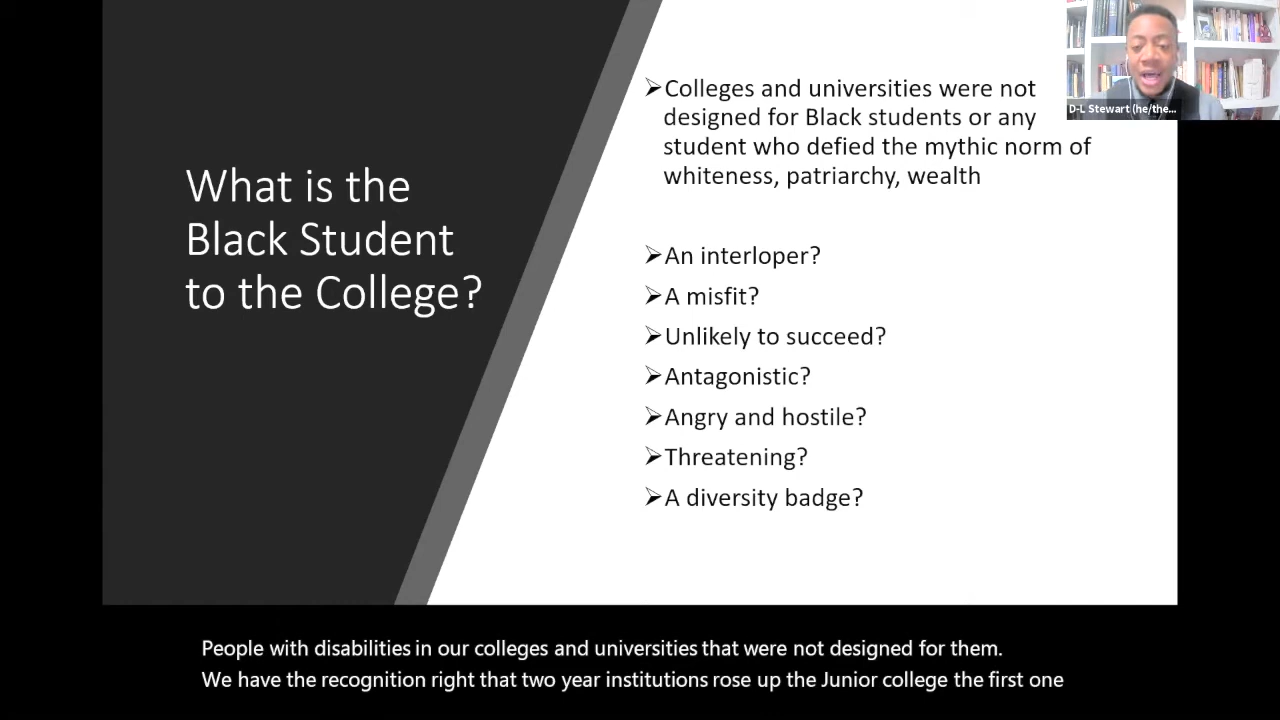 What is the
Black Student
to the College?
➢Colleges and universities were not
designed for Black students or any
student who defied the mythic norm of
whiteness, patriarchy, wealth
➢An interloper?
➢A misfit?
➢Unlikely to succeed?
➢Antagonistic?
➢Angry and hostile?
➢Threatening?
➢A diversity badge?
D-L Stewart (he/the...
People with disabilities in our colleges and universities that were not designed for them.
We have the recognition right that two year institutions rose up the Junior college the first one